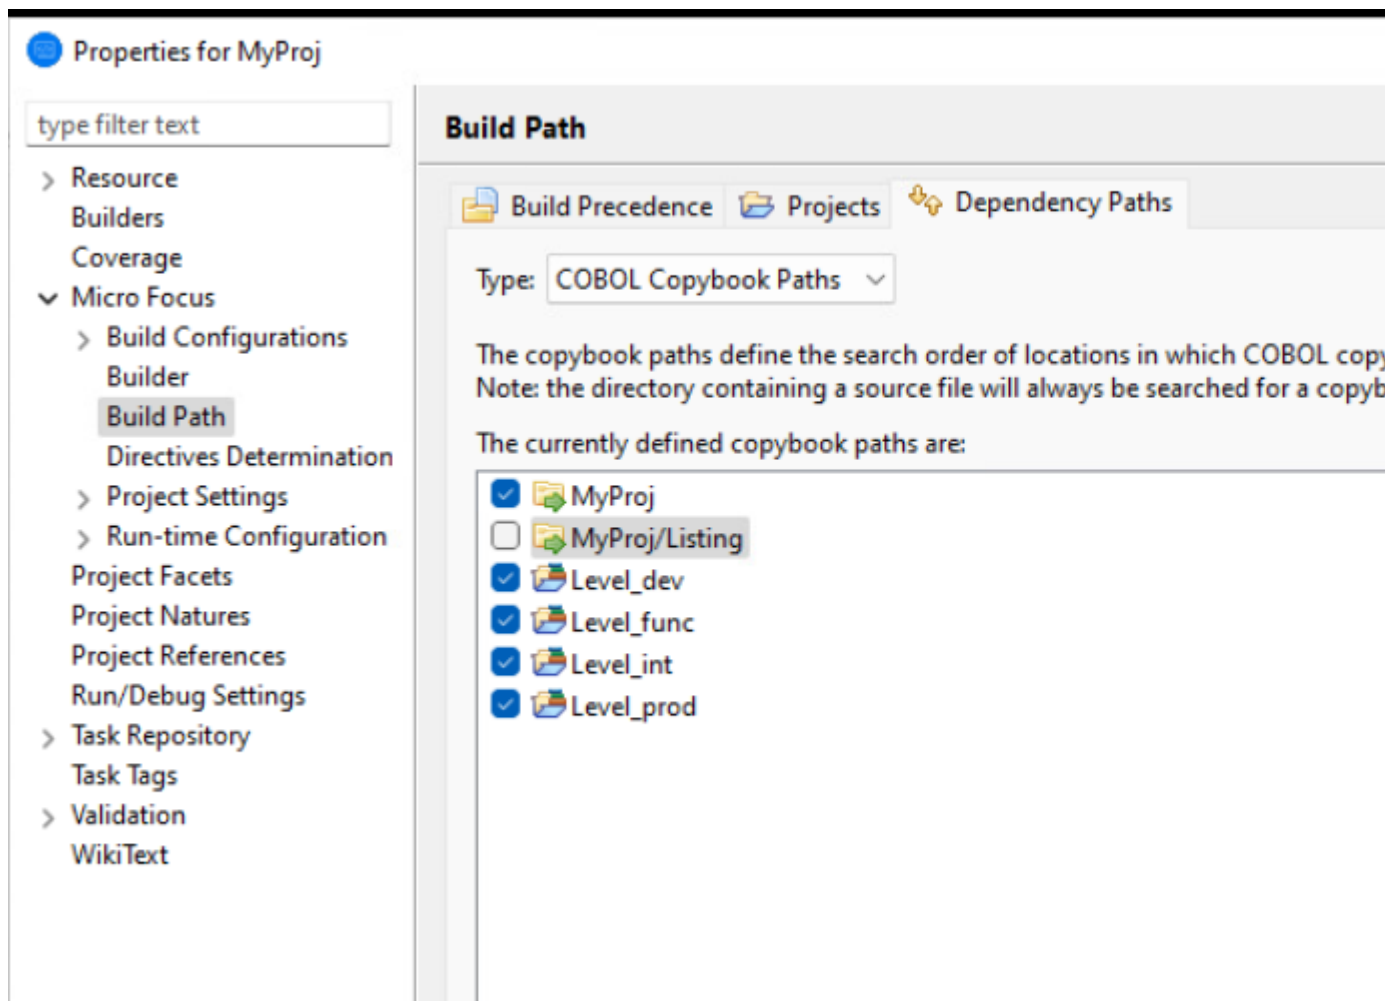 Properties for MyProj
type filter text
Resource
Builders
Coverage
Micro Focus
Build Configurations
Builder
Build Path
Directives Determination
Project Settings
Run-time Configuration
Project Facets
Project Natures
Project References
Run/Debug Settings
Task Repository
Task Tags
Validation
WikiText
Build Path
Build Precedence Projects Dependency Paths
Type: COBOL Copybook Paths
The copybook paths define the search order of locations in which COBOL copy
Note: the directory containing a source file will always be searched for a copyb
The currently defined copybook paths are:
MyProj
MyProj/Listing
Level_dev
Level_func
Level_int
Level_prod